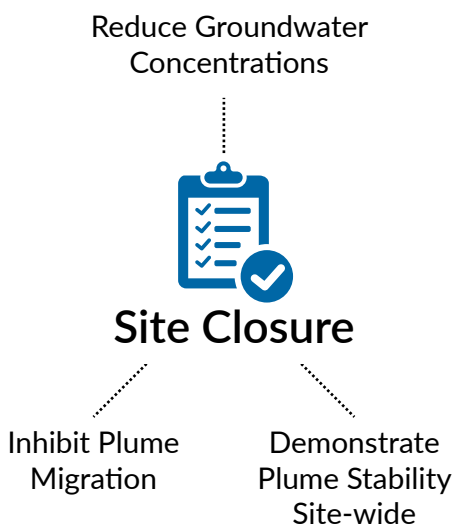 Reduce Groundwater
Concentrations
Site Closure
Inhibit Plume
Migration
Demonstrate
Plume Stability
Site-wide